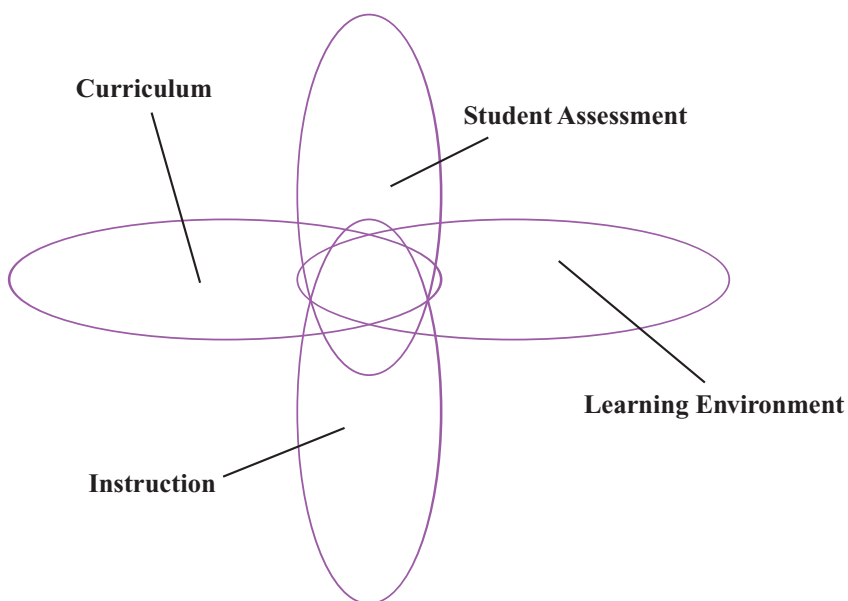 Curriculum
Student Assessment
Learning Environment
Instruction